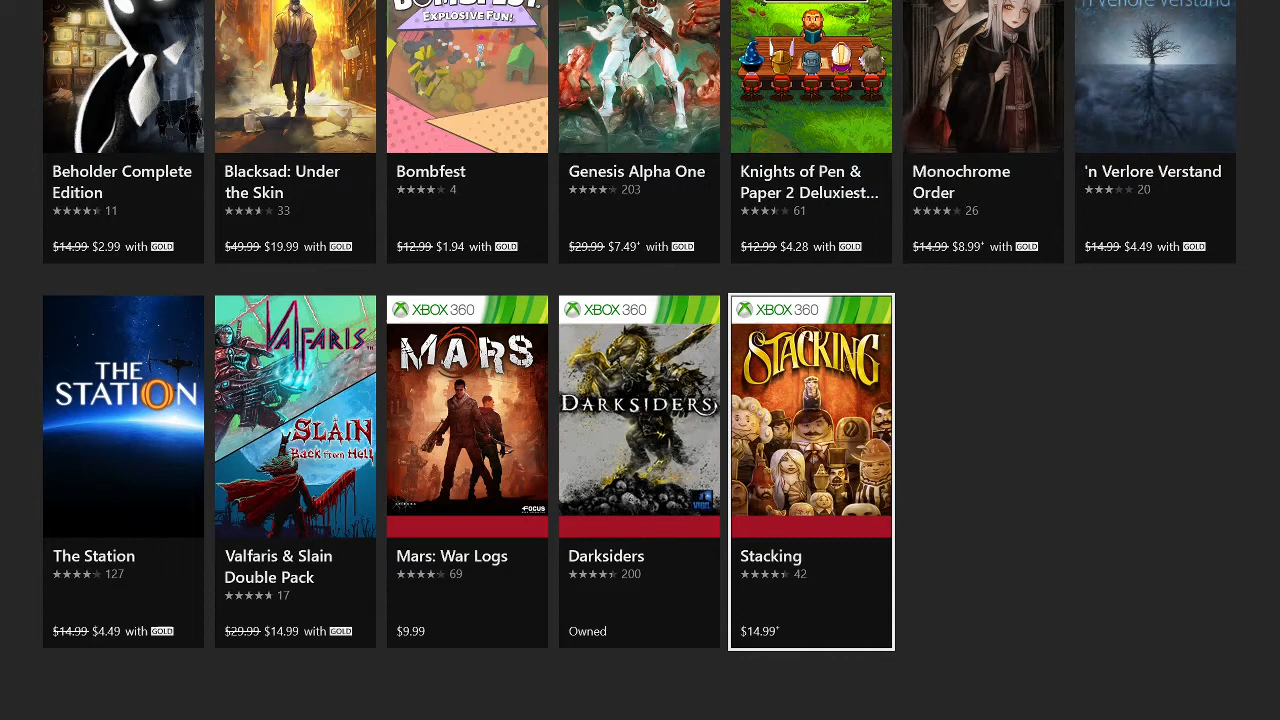 BOMBFEST
EXPLOSIVE FUN!
'n Verlore Verstand
Beholder Complete
Edition
11
$14.99 $2.99 with GOLD
Blacksad: Under
the Skin
33
$49.99 $19.99 with GOLD
Bombfest
4
$12.99 $1.94 with GOLD
Genesis Alpha One
203
$29.99 $7.49+ with GOLD
Knights of Pen &
Paper 2 Deluxiest...
61
$12.99 $4.28 with GOLD
Monochrome
Order
26
$14.99 $8.99+ with GOLD
'n Verlore Verstand
20
$14.99 $4.49 with GOLD
THE
STATION
The Station
127
$14.99 $4.49 with GOLD
VALFARIS
SLAIN
Back from Hell
Valfaris & Slain
Double Pack
17
$29.99 $14.99 with GOLD
XBOX 360
MARS
FOCUS
Mars: War Logs
69
$9.99
XBOX 360
DARKSIDERS
VIGIL
Darksiders
200
Owned
XBOX 360
STACKING
Stacking
42
$14.99+